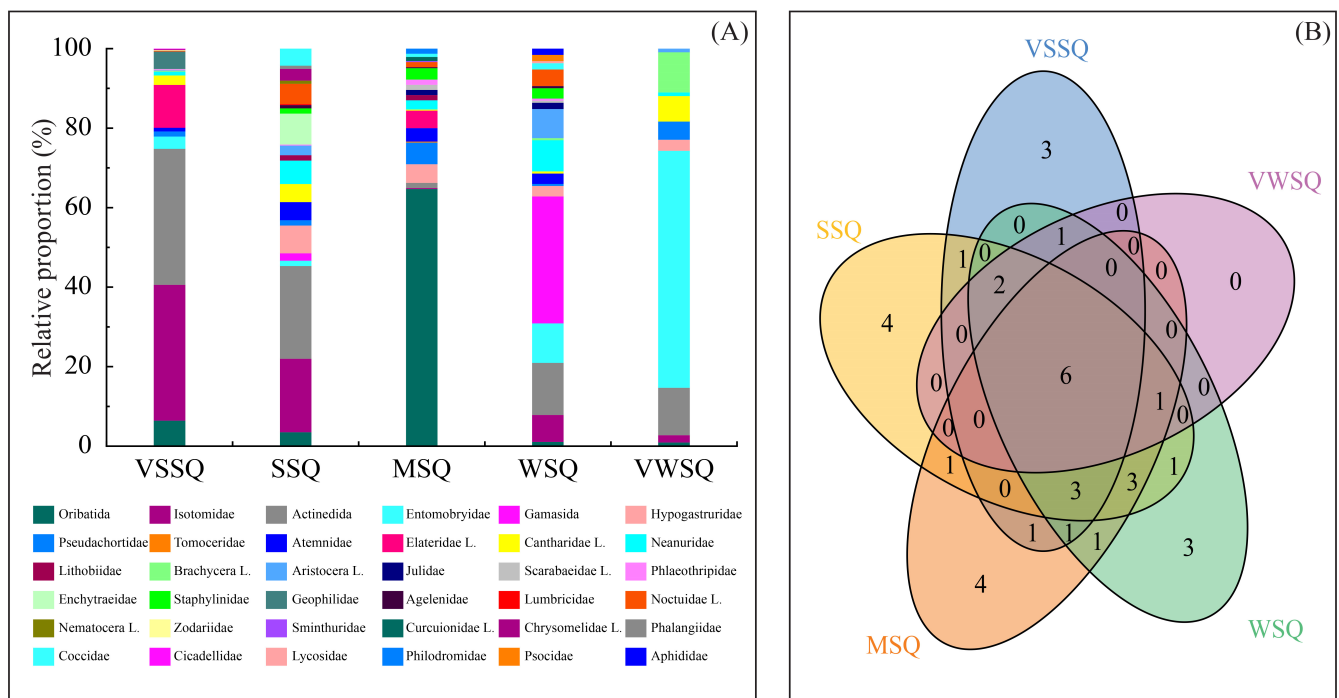 (A)
Relative proportion (%)
100
80
60
40
20
0
VSSQ SSQ MSQ WSQ VWSQ
Oribatida Isotomidae Actinedida Entomobryidae Gamasida Hypogastruridae
Pseudachortidae Tomoceridae Atemnidae Elateridae L. Cantharidae L. Neanuridae
Lithobiidae Brachycera L. Aristocera L. Julidae Scarabaeidae L. Phlaeothripidae
Enchytraeidae Staphylinidae Geophilidae Agelenidae Lumbricidae Noctuidae L.
Nematocera L. Zodariidae Sminthuridae Curcuionidae L. Chrysomelidae L. Phalangiidae
Coccidae Cicadellidae Lycosidae Philodromidae Psocidae Aphididae
(B)
VSSQ
3
VWSQ
0
0 1 0
SSQ
1 0 0 0
2 0
4
0 0
6
0
0 1 0
0 0
1 0 3 3 1
1 1 1
3
4
WSQ
MSQ